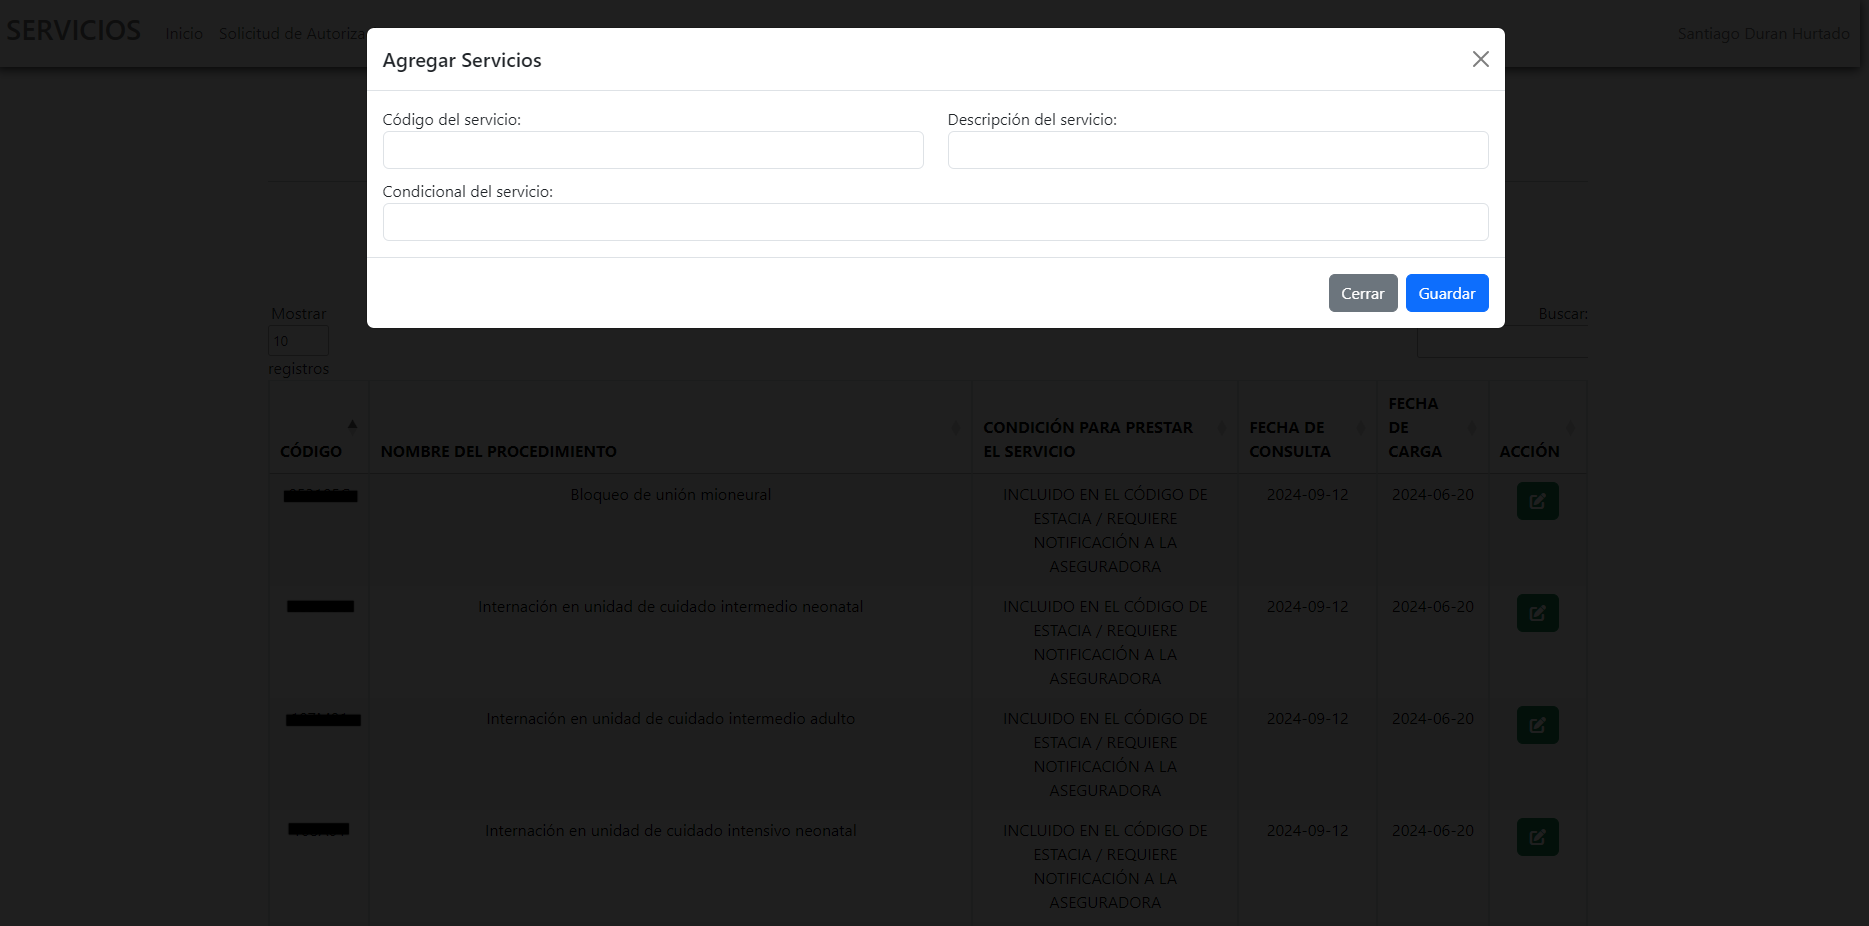 SERVICIOS Inicio Solicitud de Autoriza Santiago Duran Hurtado
Agregar Servicios
Código del servicio: Descripción del servicio:
Condicional del servicio:
Cerrar Guardar
Mostrar
10
registros
Buscar:
CÓDIGO
NOMBRE DEL PROCEDIMIENTO
CONDICIÓN PARA PRESTAR
EL SERVICIO
FECHA DE
CONSULTA
FECHA
DE
CARGA
ACCIÓN
Bloqueo de unión mioneural
INCLUIDO EN EL CÓDIGO DE
ESTACIA / REQUIERE
NOTIFICACIÓN A LA
ASEGURADORA
2024-09-12
2024-06-20
Internación en unidad de cuidado intermedio neonatal
INCLUIDO EN EL CÓDIGO DE
ESTACIA / REQUIERE
NOTIFICACIÓN A LA
ASEGURADORA
2024-09-12
2024-06-20
Internación en unidad de cuidado intermedio adulto
INCLUIDO EN EL CÓDIGO DE
ESTACIA / REQUIERE
NOTIFICACIÓN A LA
ASEGURADORA
2024-09-12
2024-06-20
Internación en unidad de cuidado intensivo neonatal
INCLUIDO EN EL CÓDIGO DE
ESTACIA / REQUIERE
NOTIFICACIÓN A LA
ASEGURADORA
2024-09-12
2024-06-20